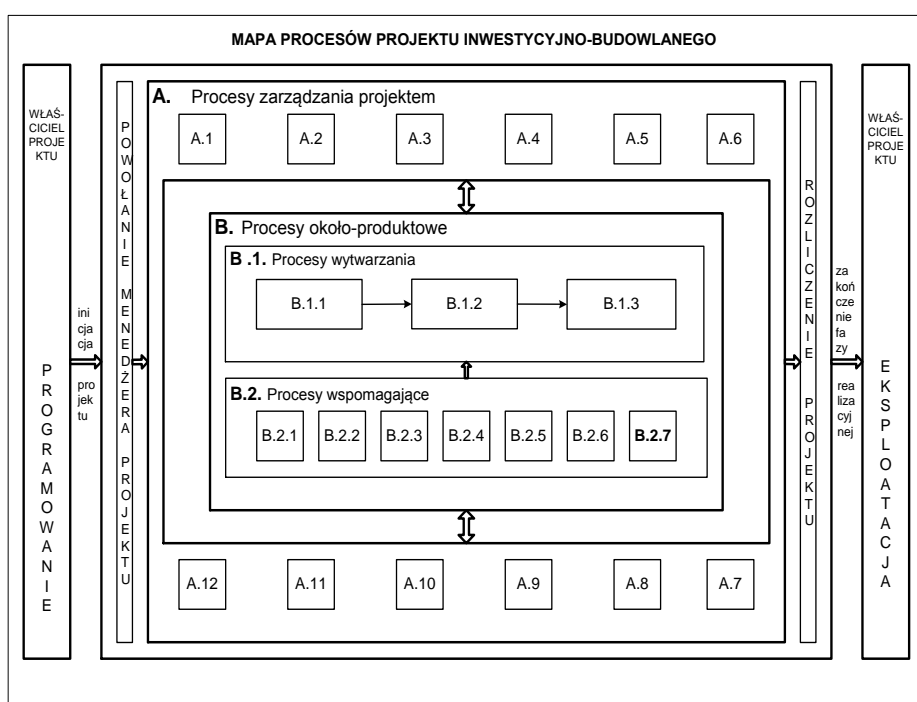 MAPA PROCESÓW PROJEKTU INWESTYCYJNO-BUDOWLANEGO
WŁAŚ-
CICIEL
PROJE
KTU
PROGRAMOWANIE
ini
cja
cja
pro
jek
tu
POWOŁANIE MENEDŻERA PROJEKTU
A. Procesy zarządzania projektem
A.1 A.2 A.3 A.4 A.5 A.6
B. Procesy około-produktowe
B .1. Procesy wytwarzania
B.1.1 B.1.2 B.1.3
B.2. Procesy wspomagające
B.2.1 B.2.2 B.2.3 B.2.4 B.2.5 B.2.6 B.2.7
A.12 A.11 A.10 A.9 A.8 A.7
ROZLICZENIE PROJEKTU
za
koń
cze
nie
fa
zy
rea
liza
cyj
nej
WŁAŚ-
CICIEL
PROJE
KTU
EKSPLOATACJA